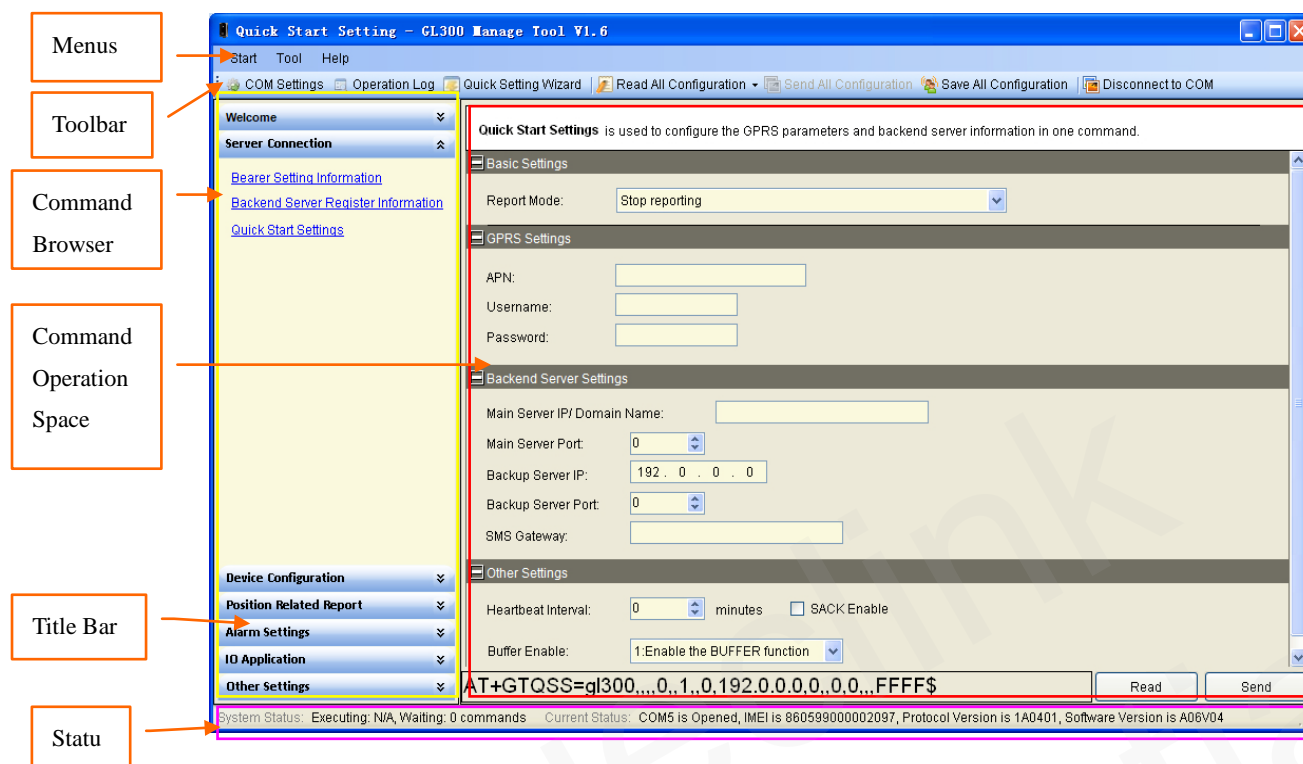 Menus
Toolbar
Command
Browser
Command
Operation
Space
Title Bar
Statu
Quick Start Setting - GL300 Manage Tool V1.6
Start Tool Help
COM Settings Operation Log Quick Setting Wizard Read All Configuration Send All Configuration Save All Configuration Disconnect to COM
Welcome
Server Connection
Bearer Setting Information
Backend Server Register Information
Quick Start Settings
Device Configuration
Position Related Report
Alarm Settings
IO Application
Other Settings
Quick Start Settings is used to configure the GPRS parameters and backend server information in one command.
Basic Settings
Report Mode: Stop reporting
GPRS Settings
APN:
Username:
Password:
Backend Server Settings
Main Server IP/ Domain Name:
Main Server Port: 0
Backup Server IP: 192 . 0 . 0 . 0
Backup Server Port: 0
SMS Gateway:
Other Settings
Heartbeat Interval: 0 minutes SACK Enable
Buffer Enable: 1:Enable the BUFFER function
AT+GTQSS=gl300,,,,0,,1,,0,192.0.0.0,0,,0,0,,,FFFF$ Read Send
System Status: Executing: N/A, Waiting: 0 commands Current Status: COM5 is Opened, IMEI is 860599000002097, Protocol Version is 1A0401, Software Version is A06V04